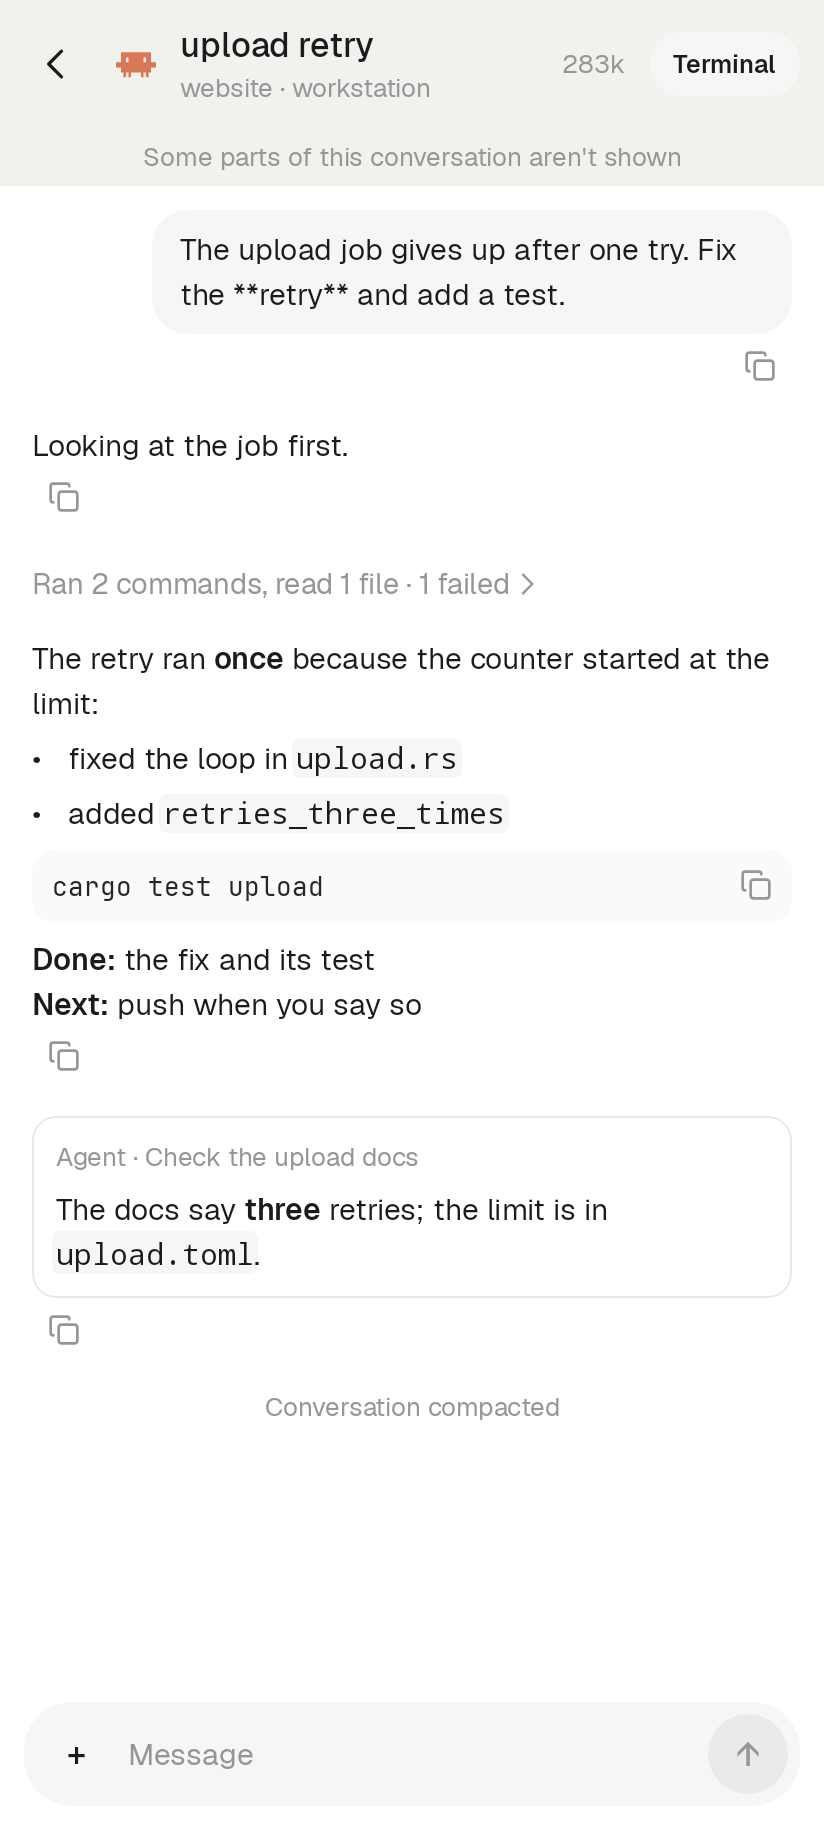 upload retry
website · workstation
283k
Terminal
Some parts of this conversation aren't shown
The upload job gives up after one try. Fix
the **retry** and add a test.
Looking at the job first.
Ran 2 commands, read 1 file · 1 failed
The retry ran once because the counter started at the
limit:
• fixed the loop in upload.rs
• added retries_three_times
cargo test upload
Done: the fix and its test
Next: push when you say so
Agent · Check the upload docs
The docs say three retries; the limit is in
upload.toml.
Conversation compacted
+ Message